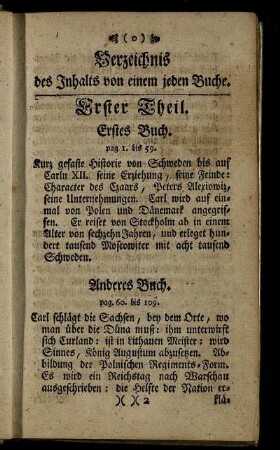 (0)
Verzeichnis
des Inhalts von einem jeden Buche.
Erster Theil.
Erstes Buch.
pag 1. bis 59.
Kurz gefaste Historie von Schweden bis auf
Carln XII. seine Erziehung, seine Feinde:
Character des Czaars, Peters Alexiowiz,
seine Unternehmungen. Carl wird auf ein-
mal von Polen und Dänemark angegrif-
fen. Er reiset von Stockholm ab in einem
Alter von sechzehn Jahren, und erleget hun-
dert tausend Moscowiter mit acht tausend
Schweden.
Anderes Buch.
pag. 60. bis 109.
Carl schlägt die Sachsen, bey dem Orte, wo
man über die Düna muß: ihm unterwirft
sich Curland: ist in Lithauen Meister: wird
Sinnes, König Augustum abzusetzen. Ab-
bildung der Polnischen Regiments-Form.
Es wird ein Reichstag nach Warschau
ausgeschrieben: die Helfte der Nation er-
)( )( 2 klä-